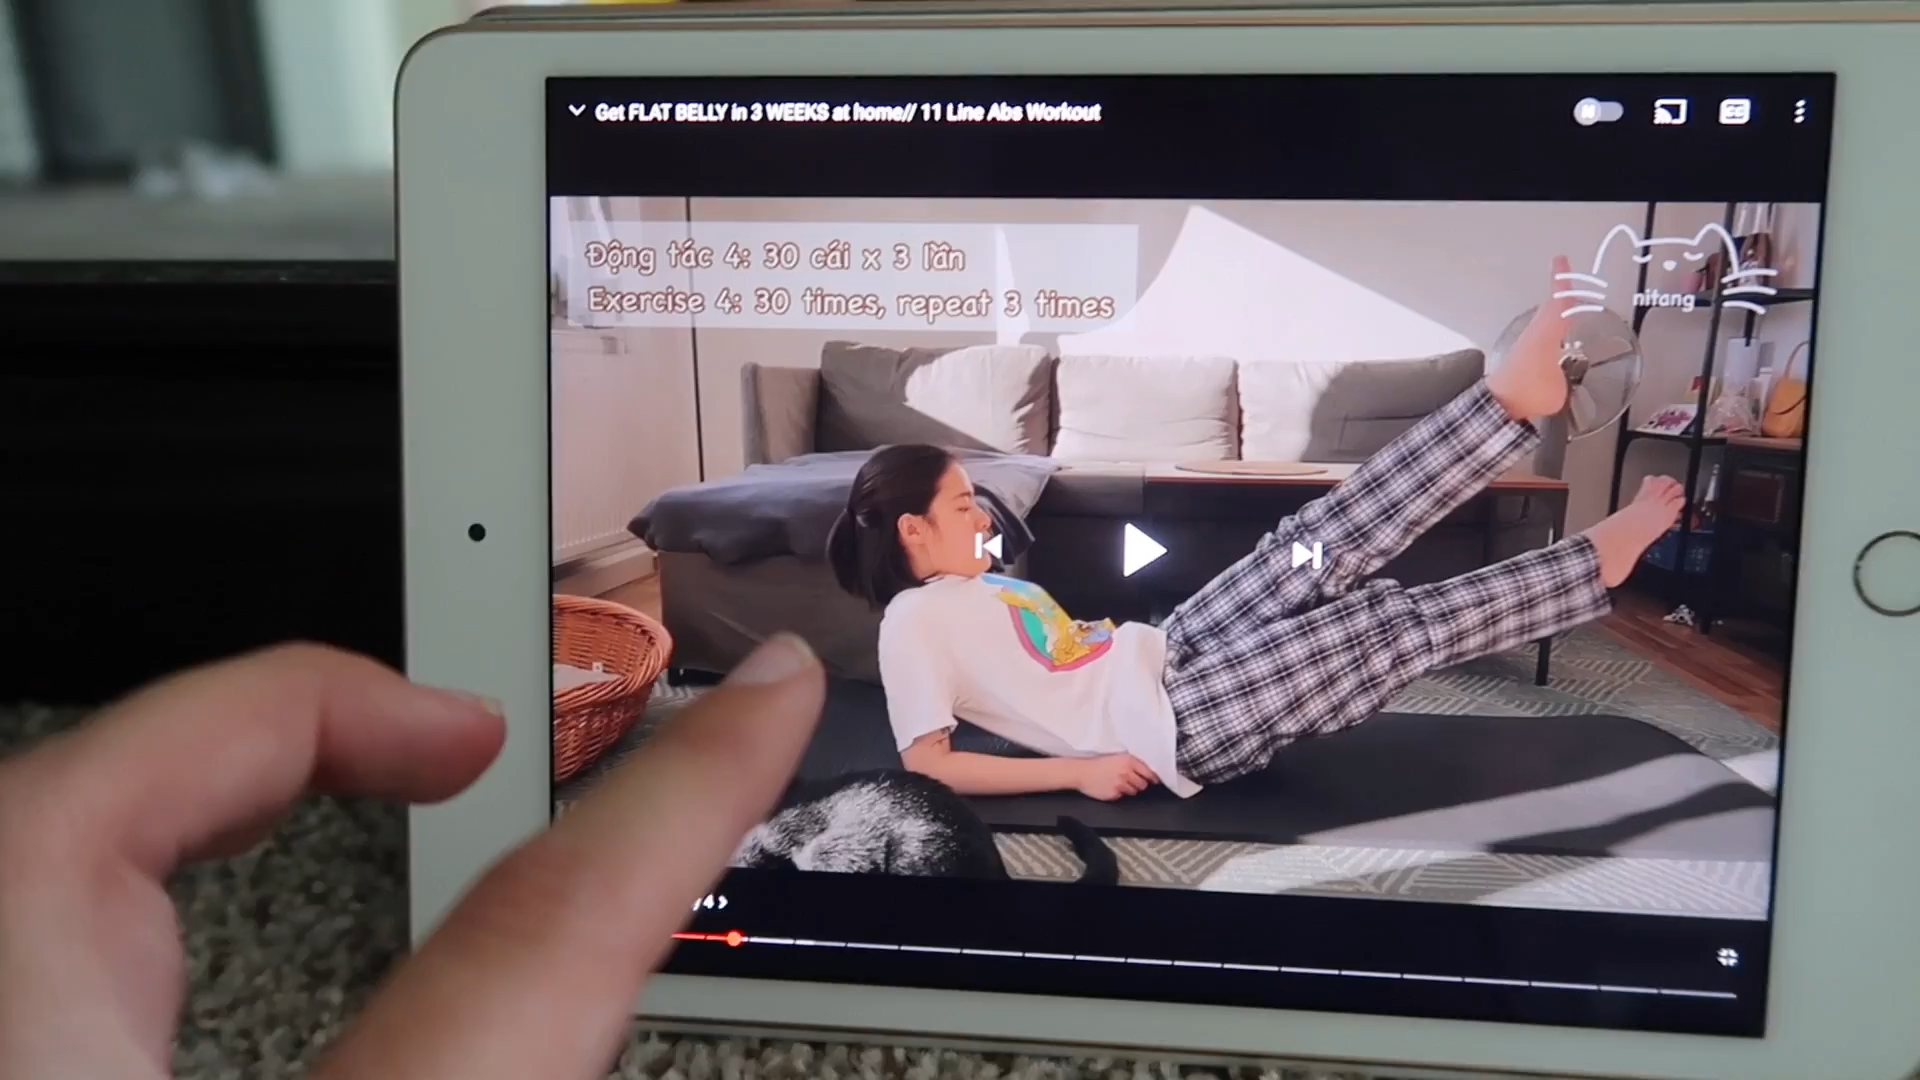 Get FLAT BELLY in 3 WEEKS at home// 11 Line Abs Workout
CC
Động tác 4: 30 cái x 3 lần
Exercise 4: 30 times, repeat 3 times
nitang